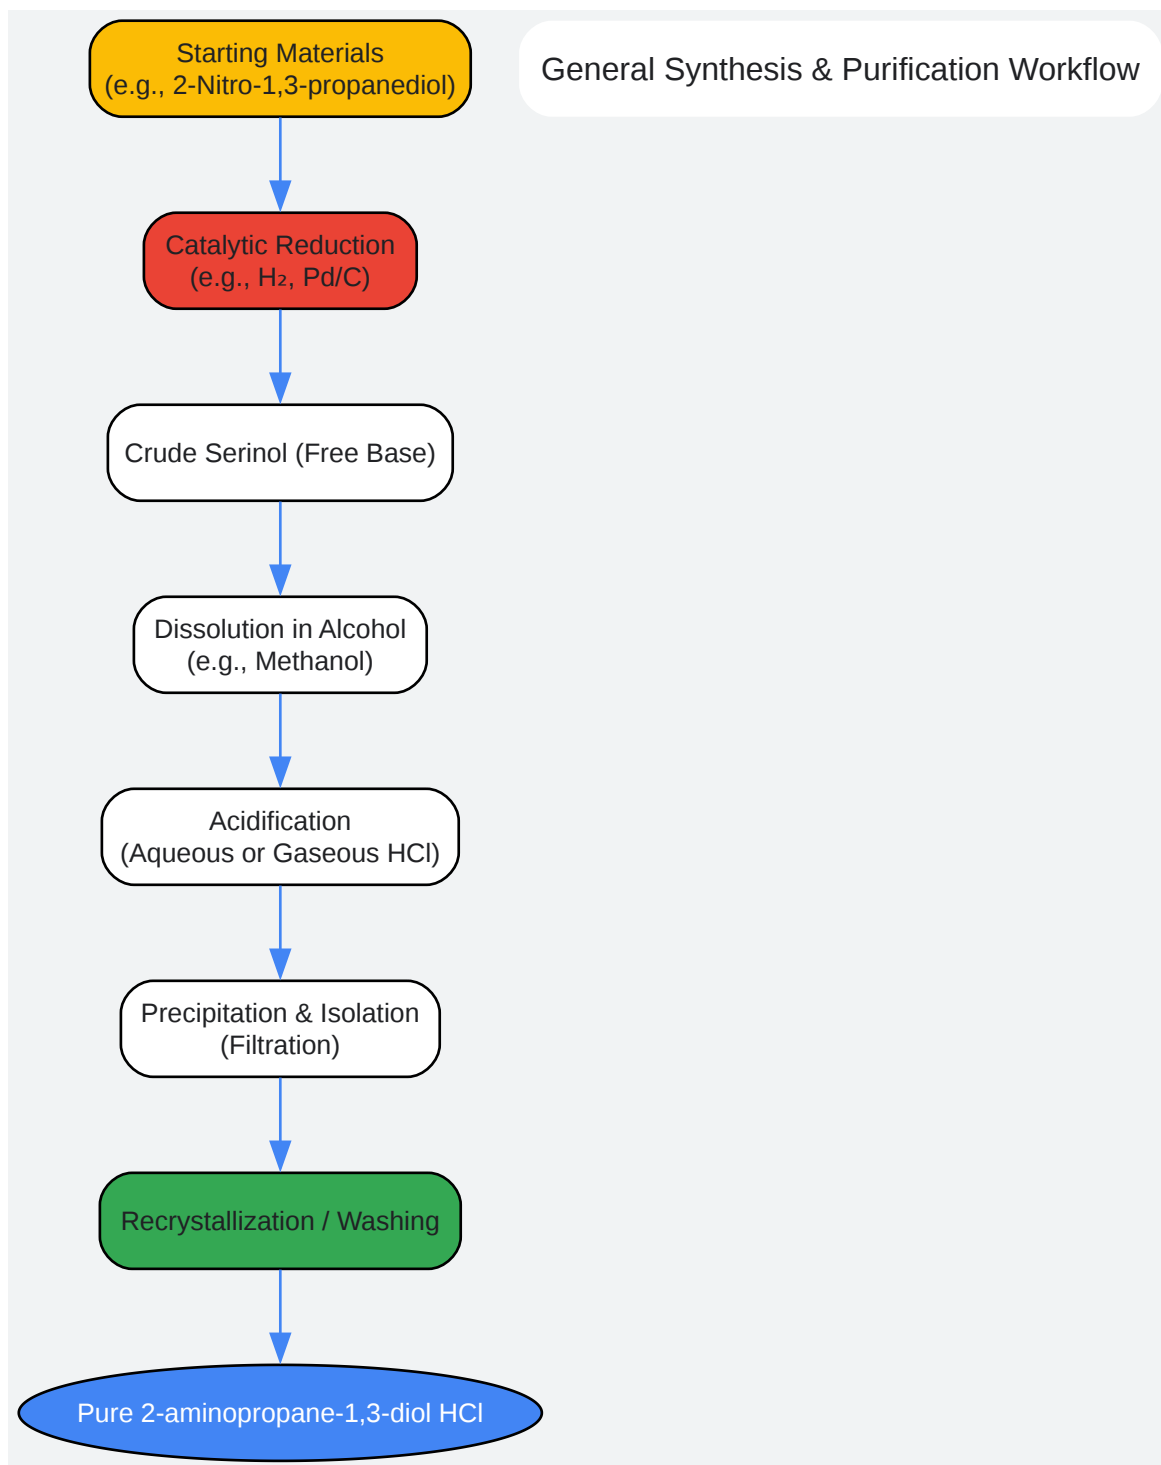 Starting Materials
(e.g., 2-Nitro-1,3-propanediol)
General Synthesis & Purification Workflow
Catalytic Reduction
(e.g., H₂, Pd/C)
Crude Serinol (Free Base)
Dissolution in Alcohol
(e.g., Methanol)
Acidification
(Aqueous or Gaseous HCl)
Precipitation & Isolation
(Filtration)
Recrystallization / Washing
Pure 2-aminopropane-1,3-diol HCl